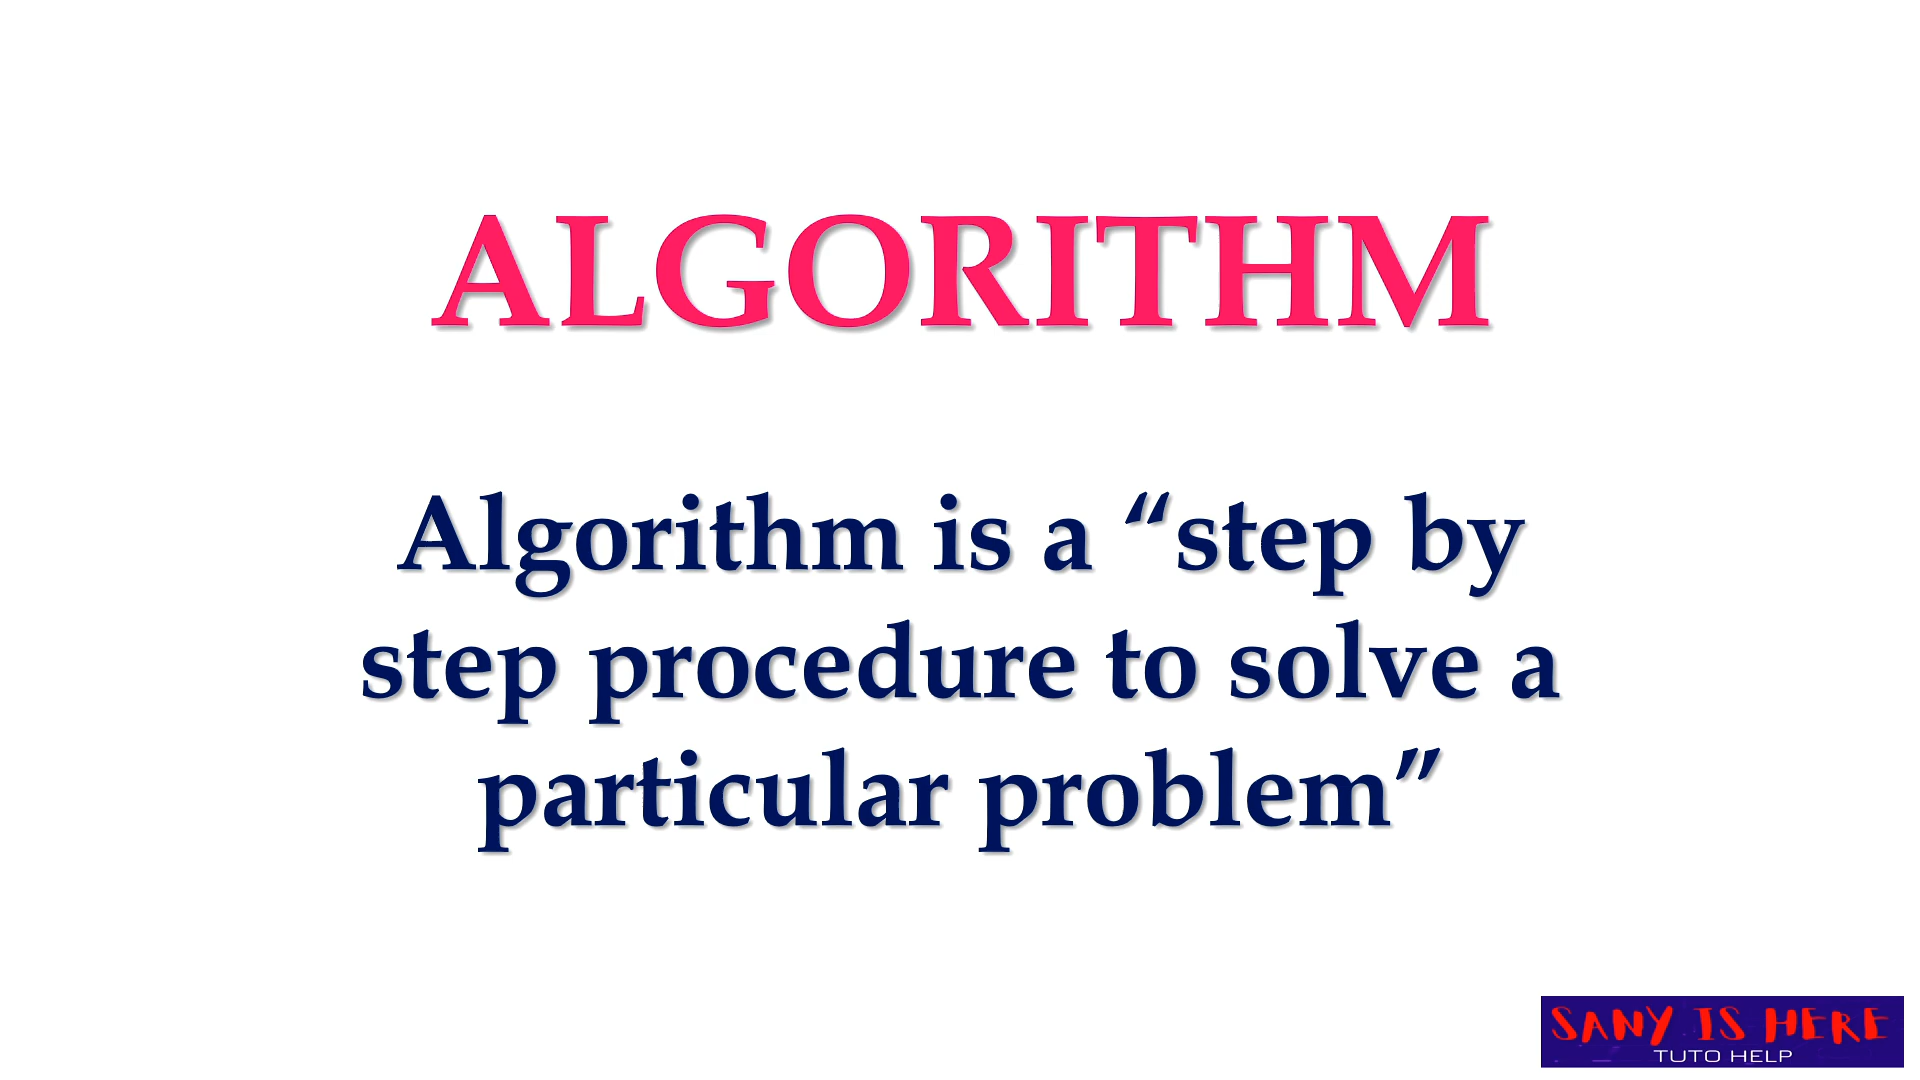 ALGORITHM
Algorithm is a “step by
step procedure to solve a
particular problem”
SANY IS HERE
TUTO HELP